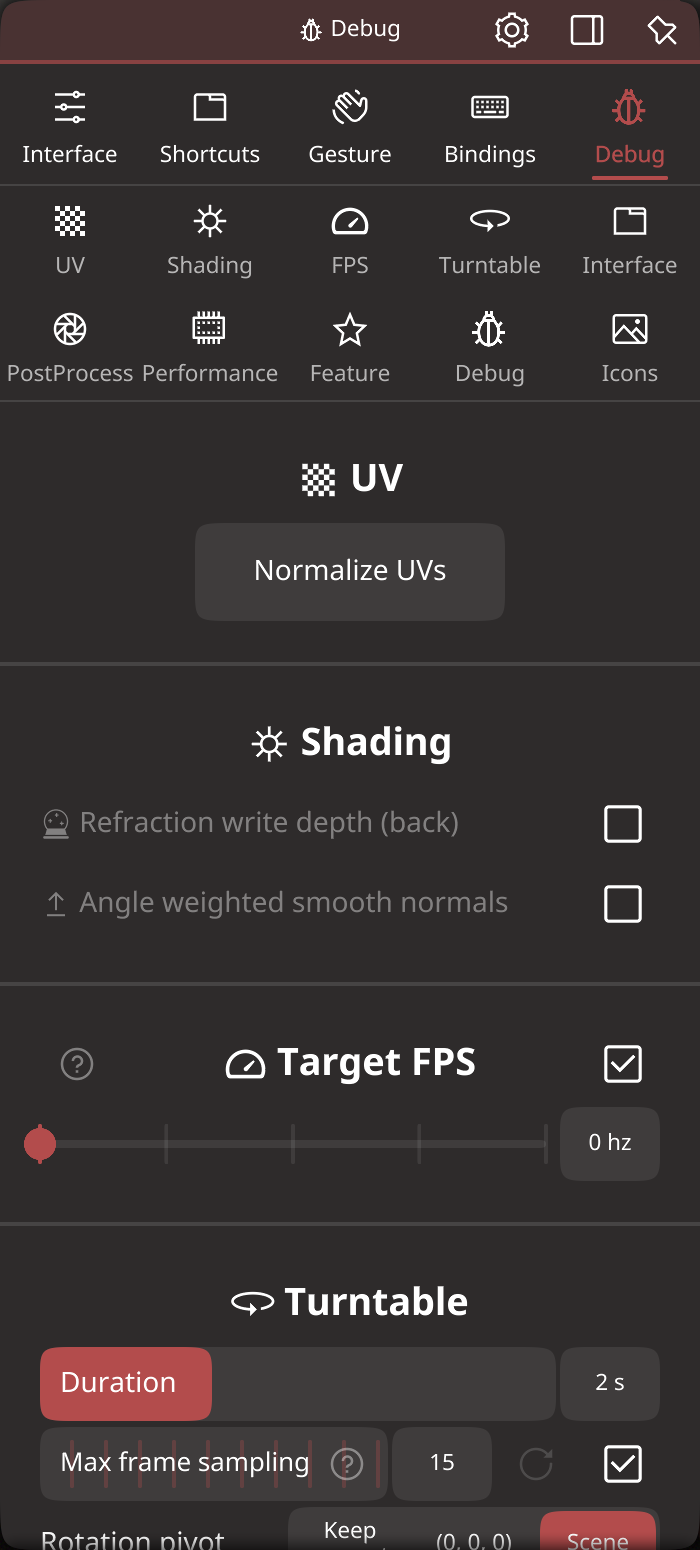 Debug
Interface Shortcuts Gesture Bindings Debug
UV Shading FPS Turntable Interface
PostProcess Performance Feature Debug Icons
UV
Normalize UVs
Shading
Refraction write depth (back)
Angle weighted smooth normals
? Target FPS
0 hz
Turntable
Duration 2 s
Max frame sampling ? 15
Rotation pivot Keep (0, 0, 0) Scene